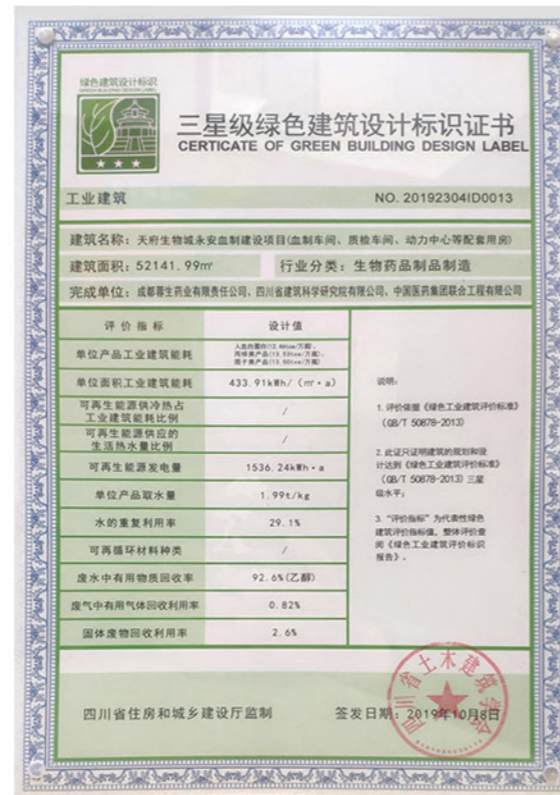 绿色建筑设计标识
GREEN BUILDING DESIGN LABEL
三星级绿色建筑设计标识证书
CERTICATE OF GREEN BUILDING DESIGN LABEL
工业建筑
NO. 20192304ID0013
建筑名称：天府生物城永安血制建设项目(血制车间、质检车间、动力中心等配套用房)
建筑面积：52141.99㎡
行业分类：生物药品制品制造
完成单位：成都蓉生药业有限责任公司、四川省建筑科学研究院有限公司、中国医药集团联合工程有限公司
评价指标 设计值
单位产品工业建筑能耗
单位面积工业建筑能耗 433.91kWh/（㎡·a）
可再生能源供冷热占
工业建筑能耗比例 /
可再生能源供应的
生活热水量比例 /
可再生能源发电量 1536.24kWh·a
单位产品取水量 1.99t/kg
水的重复利用率 29.1%
可再循环材料种类 /
废水中有用物质回收率 92.6%(乙醇)
废气中有用气体回收利用率 0.82%
固体废物回收利用率 2.6%
说明：
1. 评价依据《绿色工业建筑评价标准》
（GB/T 50878-2013）
2. 此证只证明建筑的规划和设
计达到《绿色工业建筑评价标准》
（GB/T 50878-2013）三星
级水平；
3. “评价指标”为代表性绿色
建筑评价指标值，整体评价查
阅《绿色工业建筑评价标识
报告》。
四川省住房和城乡建设厅监制
签发日期：2019年10月8日
四川省土木建筑学会